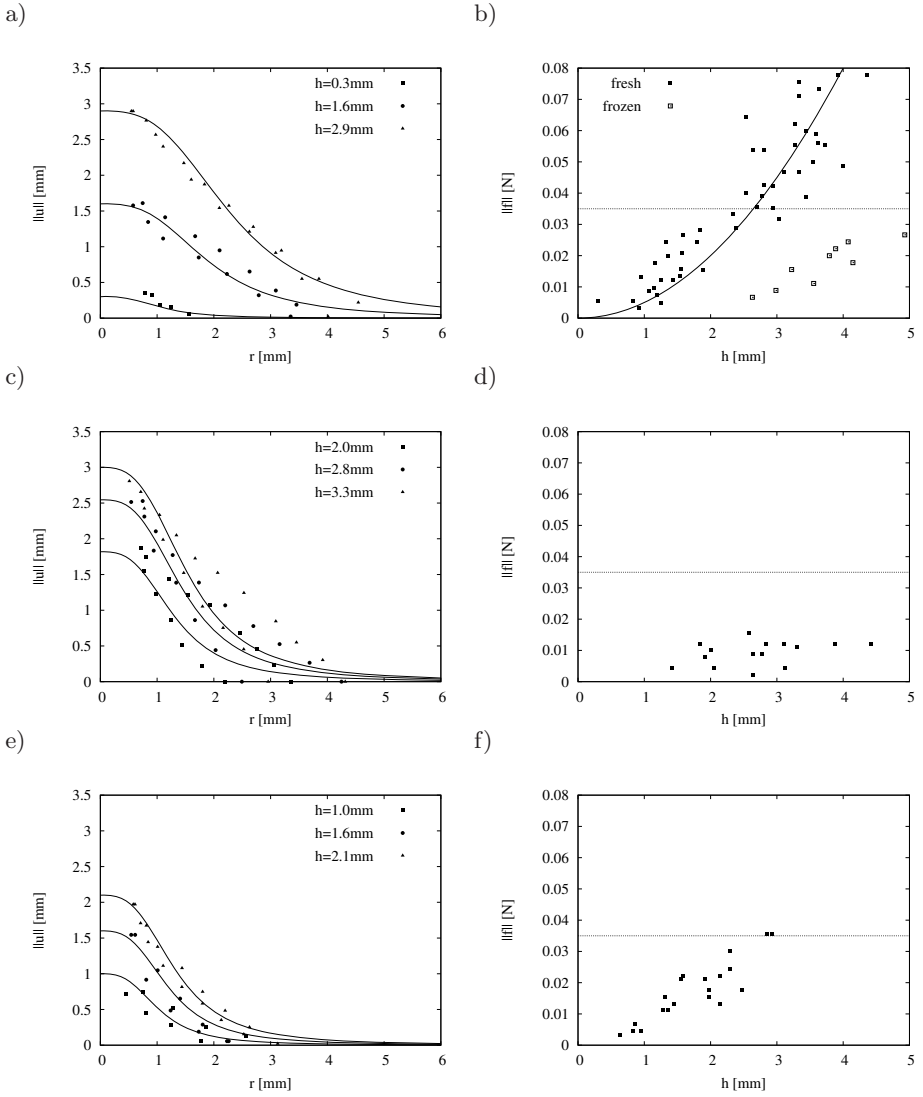 a)
3.5
3
2.5
2
1.5
1
0.5
0
0 1 2 3 4 5 6
||u|| [mm]
r [mm]
h=0.3mm
h=1.6mm
h=2.9mm
b)
0.08
0.07
0.06
0.05
0.04
0.03
0.02
0.01
0
0 1 2 3 4 5
||f|| [N]
h [mm]
fresh
frozen
c)
3.5
3
2.5
2
1.5
1
0.5
0
0 1 2 3 4 5 6
||u|| [mm]
r [mm]
h=2.0mm
h=2.8mm
h=3.3mm
d)
0.08
0.07
0.06
0.05
0.04
0.03
0.02
0.01
0
0 1 2 3 4 5
||f|| [N]
h [mm]
e)
3.5
3
2.5
2
1.5
1
0.5
0
0 1 2 3 4 5 6
||u|| [mm]
r [mm]
h=1.0mm
h=1.6mm
h=2.1mm
f)
0.08
0.07
0.06
0.05
0.04
0.03
0.02
0.01
0
0 1 2 3 4 5
||f|| [N]
h [mm]